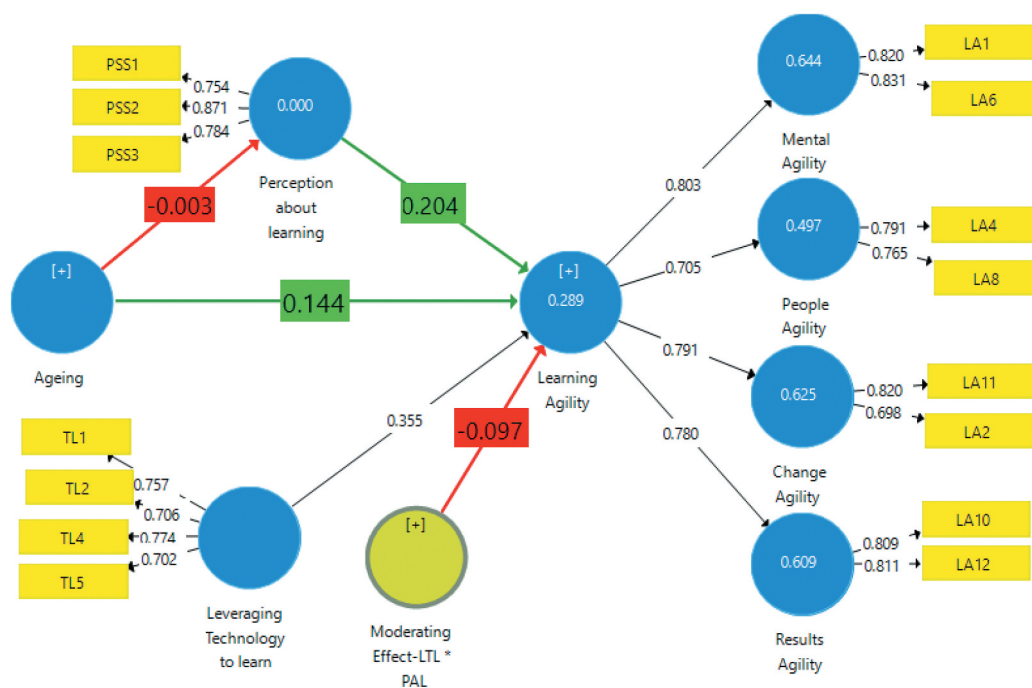 PSS1
PSS2
PSS3
0.754
0.871
0.784
0.000
Perception
about
learning
-0.003
0.204
[+]
Ageing
0.144
[+]
0.289
Learning
Agility
TL1
TL2
TL4
TL5
0.757
0.706
0.774
0.702
Leveraging
Technology
to learn
0.355
-0.097
[+]
Moderating
Effect-LTL *
PAL
0.803
0.705
0.791
0.780
0.644
Mental
Agility
0.820
0.831
LA1
LA6
0.497
People
Agility
0.791
0.765
LA4
LA8
0.625
Change
Agility
0.820
0.698
LA11
LA2
0.609
Results
Agility
0.809
0.811
LA10
LA12